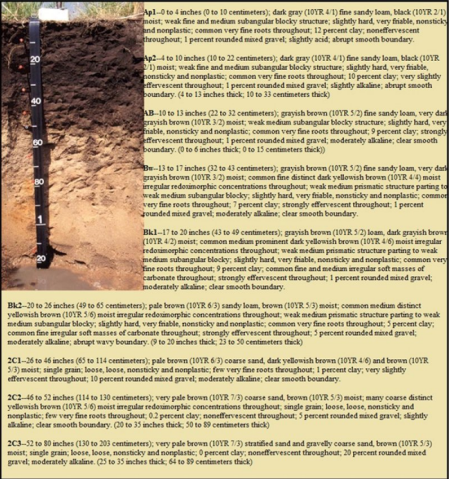 Ap1--0 to 4 inches (0 to 10 centimeters); dark gray (10YR 4/1) fine sandy loam, black (10YR 2/1)
moist; weak fine and medium subangular blocky structure; slightly hard, very friable, nonsticky
and nonplastic; common very fine roots throughout; 12 percent clay; noneffervescent
throughout; 1 percent rounded mixed gravel; slightly acid; abrupt smooth boundary.
Ap2--4 to 10 inches (10 to 22 centimeters); dark gray (10YR 4/1) fine sandy loam, black (10YR
2/1) moist; weak fine and medium subangular blocky structure; slightly hard, very friable,
nonsticky and nonplastic; common very fine roots throughout; 10 percent clay; very slightly
effervescent throughout; 1 percent rounded mixed gravel; slightly alkaline; abrupt smooth
boundary. (4 to 13 inches thick; 10 to 33 centimeters thick)
AB--10 to 13 inches (22 to 32 centimeters); grayish brown (10YR 5/2) fine sandy loam, very dark
grayish brown (10YR 3/2) moist; weak medium subangular blocky structure; slightly hard, very
friable, nonsticky and nonplastic; common very fine roots throughout; 9 percent clay; strongly
effervescent throughout; 1 percent rounded mixed gravel; moderately alkaline; clear smooth
boundary. (0 to 6 inches thick; 0 to 15 centimeters thick))
Bw--13 to 17 inches (32 to 43 centimeters); grayish brown (10YR 5/2) fine sandy loam, very dark
grayish brown (10YR 3/2) moist; common fine distinct dark yellowish brown (10YR 4/4) moist
irregular redoximorphic concentrations throughout; weak medium prismatic structure parting to
weak medium subangular blocky; slightly hard, very friable, nonsticky and nonplastic; common
very fine roots throughout; 7 percent clay; strongly effervescent throughout; 1 percent
rounded mixed gravel; moderately alkaline; clear smooth boundary.
Bk1--17 to 20 inches (43 to 49 centimeters); grayish brown (10YR 5/2) loam, dark grayish brown
(10YR 4/2) moist; common medium prominent dark yellowish brown (10YR 4/6) moist irregular
redoximorphic concentrations throughout; weak medium prismatic structure parting to weak
medium subangular blocky; slightly hard, very friable, nonsticky and nonplastic; common very
fine roots throughout; 9 percent clay; common fine and medium irregular soft masses of
carbonate throughout; strongly effervescent throughout; 1 percent rounded mixed gravel;
moderately alkaline; clear smooth boundary.
20
40
60
80
1
20
Bk2--20 to 26 inches (49 to 65 centimeters); pale brown (10YR 6/3) sandy loam, brown (10YR 5/3) moist; common medium distinct
yellowish brown (10YR 5/6) moist irregular redoximorphic concentrations throughout; weak medium prismatic structure parting to weak
medium subangular blocky; slightly hard, very friable, nonsticky and nonplastic; common very fine roots throughout; 5 percent clay;
common fine irregular soft masses of carbonate throughout; strongly effervescent throughout; 5 percent rounded mixed gravel;
moderately alkaline; abrupt wavy boundary. (9 to 20 inches thick; 23 to 50 centimeters thick)
2C1--26 to 46 inches (65 to 114 centimeters); pale brown (10YR 6/3) coarse sand, dark yellowish brown (10YR 4/6) and brown (10YR
5/3) moist; single grain; loose, loose, nonsticky and nonplastic; few very fine roots throughout; 1 percent clay; very slightly
effervescent throughout; 10 percent rounded mixed gravel; moderately alkaline; clear smooth boundary.
2C2--46 to 52 inches (114 to 130 centimeters); very pale brown (10YR 7/3) coarse sand, brown (10YR 5/3) moist; many coarse distinct
yellowish brown (10YR 5/6) moist irregular redoximorphic concentrations throughout; single grain; loose, loose, nonsticky and
nonplastic; few very fine roots throughout; 0.2 percent clay; noneffervescent throughout; 5 percent rounded mixed gravel; slightly
alkaline; clear smooth boundary. (20 to 35 inches thick; 50 to 89 centimeters thick)
2C3--52 to 80 inches (130 to 203 centimeters); very pale brown (10YR 7/3) stratified sand and gravelly coarse sand, brown (10YR 5/3)
moist; single grain; loose, loose, nonsticky and nonplastic; 0 percent clay; noneffervescent throughout; 20 percent rounded mixed
gravel; moderately alkaline. (25 to 35 inches thick; 64 to 89 centimeters thick)